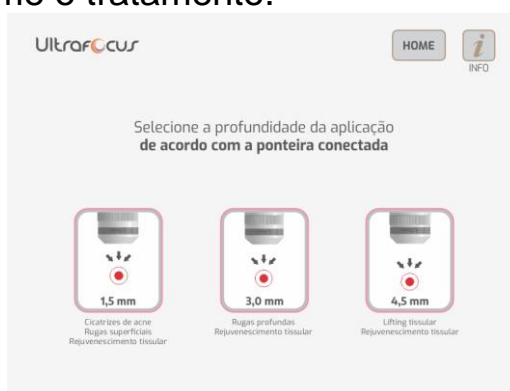 o tratamento.
Ultrafocus
HOME
i
INFO
Selecione a profundidade da aplicação
de acordo com a ponteira conectada
1,5 mm
3,0 mm
4,5 mm
Cicatrizes de acne
Rugas superficiais
Rejuvenescimento tissular
Rugas profundas
Rejuvenescimento tissular
Lifting tissular
Rejuvenescimento tissular